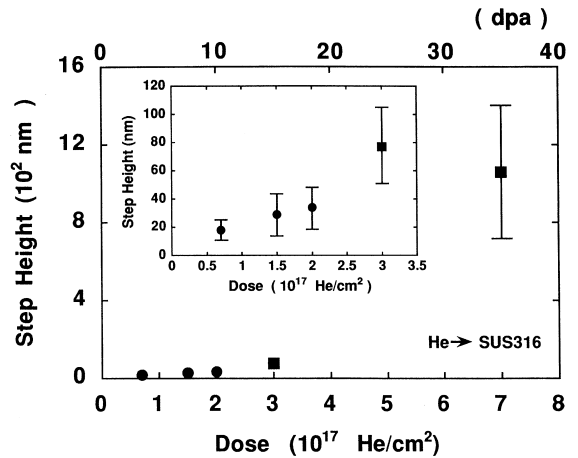 ( dpa )
0 10 20 30 40
16
12
8
4
0
Step Height (10² nm )
120
100
80
60
40
20
0
Step Height (nm)
0 0.5 1 1.5 2 2.5 3 3.5
Dose ( 10¹⁷ He/cm² )
He→ SUS316
0 1 2 3 4 5 6 7 8
Dose (10¹⁷ He/cm²)